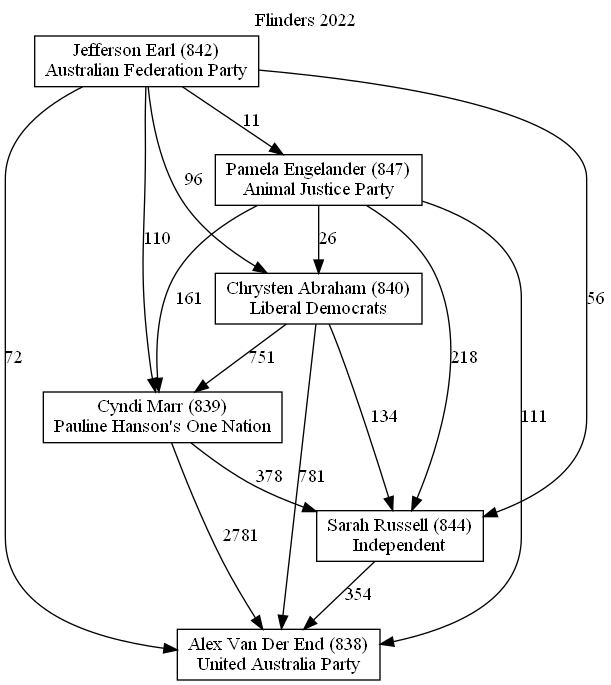 Flinders 2022
Jefferson Earl (842)
Australian Federation Party
11
Pamela Engelander (847)
Animal Justice Party
96
110
26
161
Chrysten Abraham (840)
Liberal Democrats
56
72
751
218
Cyndi Marr (839)
Pauline Hanson's One Nation
134
111
378
781
Sarah Russell (844)
Independent
2781
354
Alex Van Der End (838)
United Australia Party